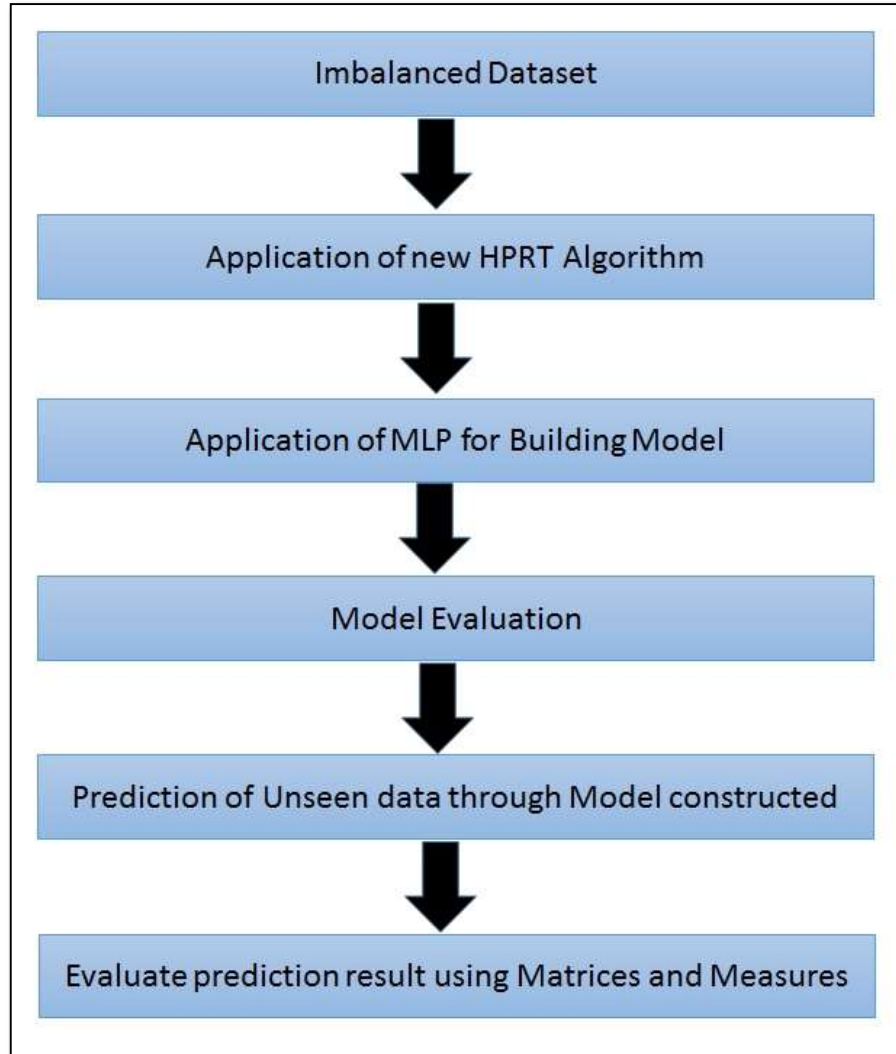 Imbalanced Dataset
Application of new HPRT Algorithm
Application of MLP for Building Model
Model Evaluation
Prediction of Unseen data through Model constructed
Evaluate prediction result using Matrices and Measures